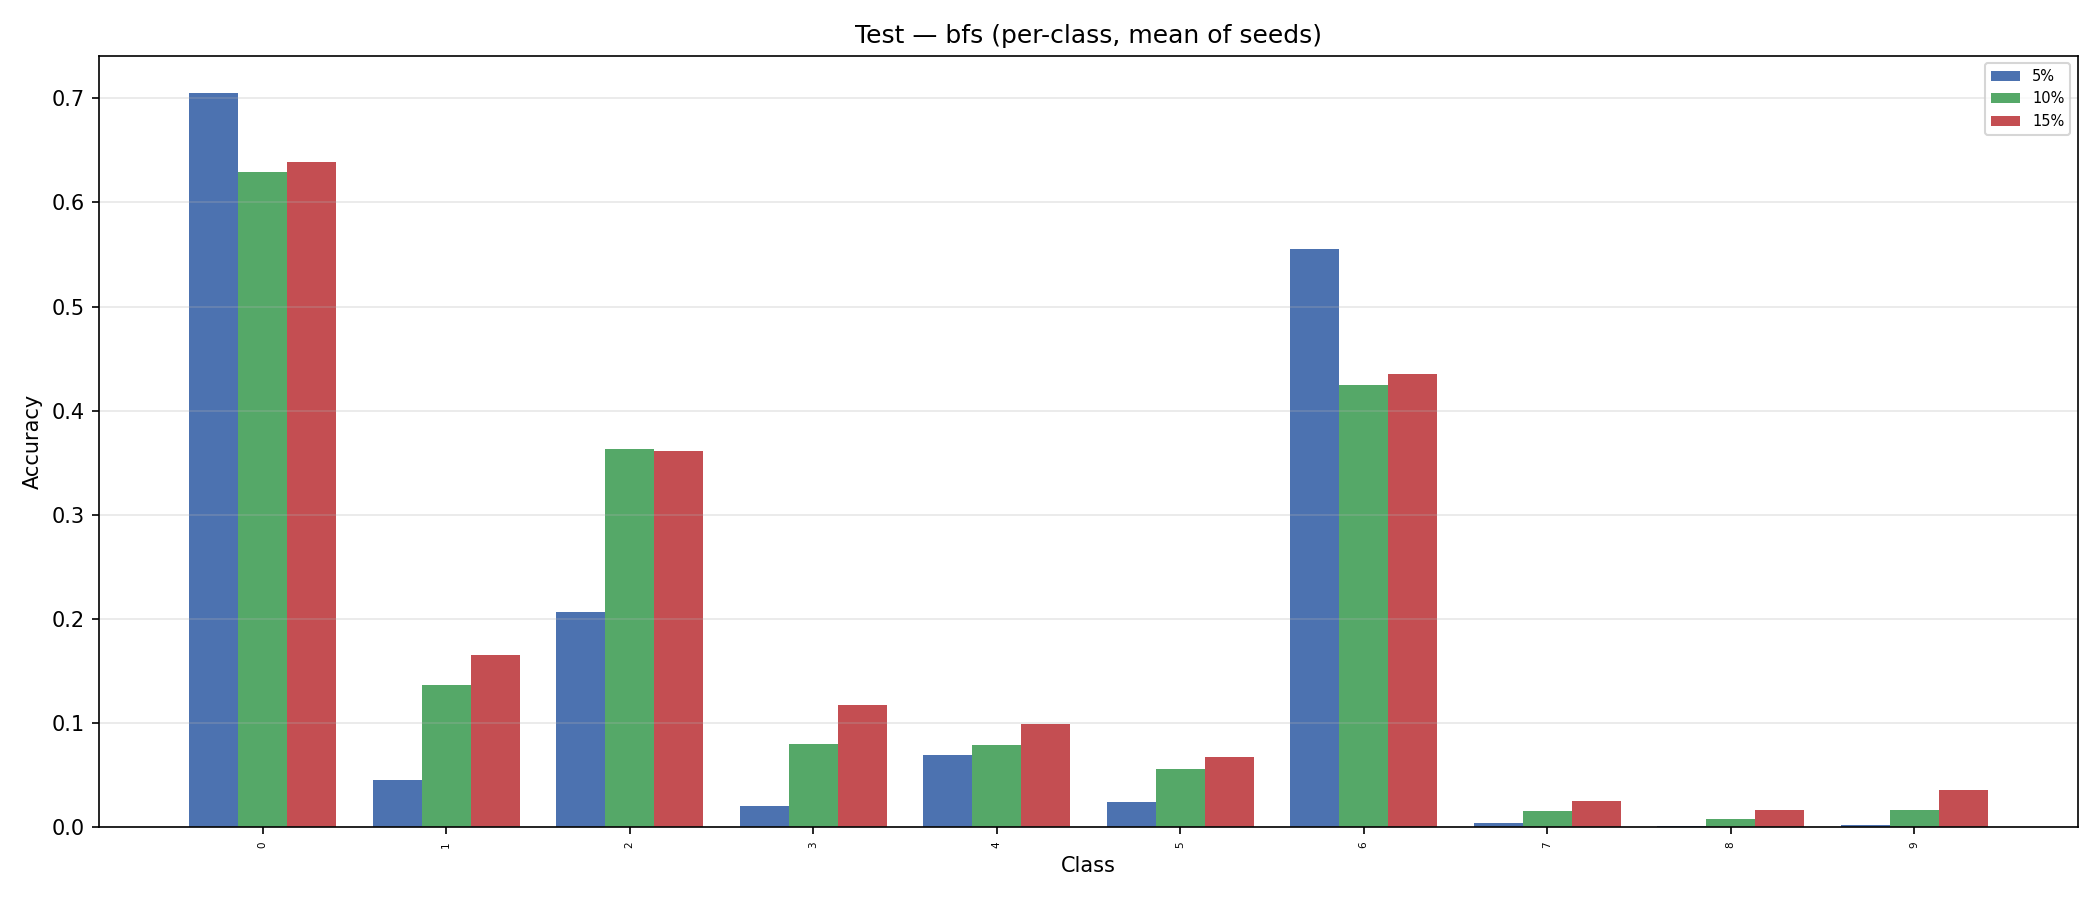 Test — bfs (per-class, mean of seeds)
5%
10%
15%
Accuracy
0.7
0.6
0.5
0.4
0.3
0.2
0.1
0.0
0 1 2 3 4 5 6 7 8 9
Class